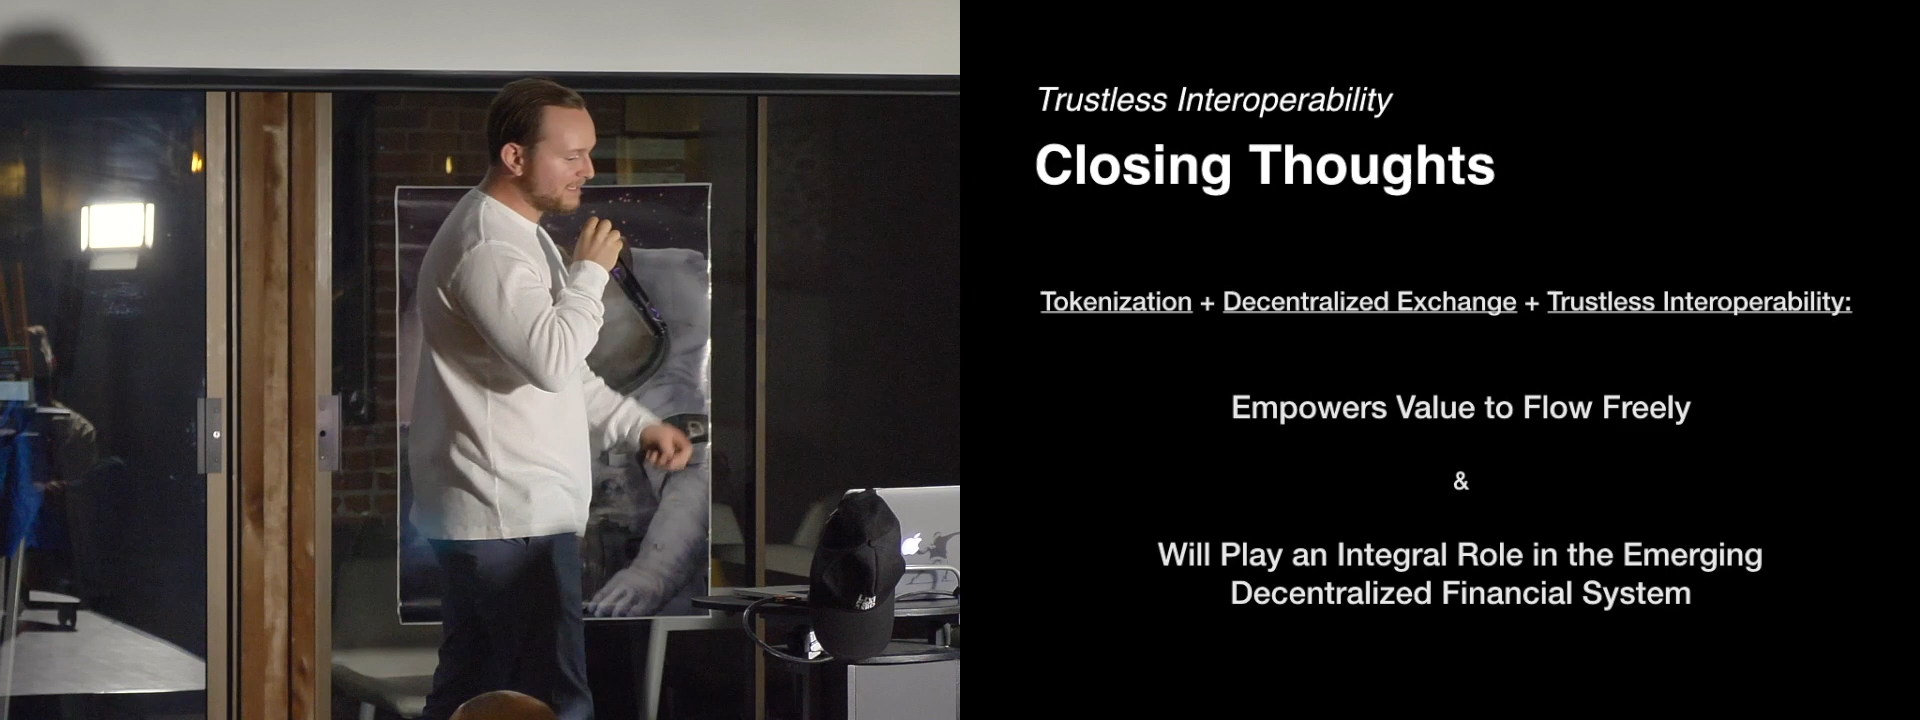 Trustless Interoperability
Closing Thoughts
Tokenization + Decentralized Exchange + Trustless Interoperability:
Empowers Value to Flow Freely
&
Will Play an Integral Role in the Emerging
Decentralized Financial System